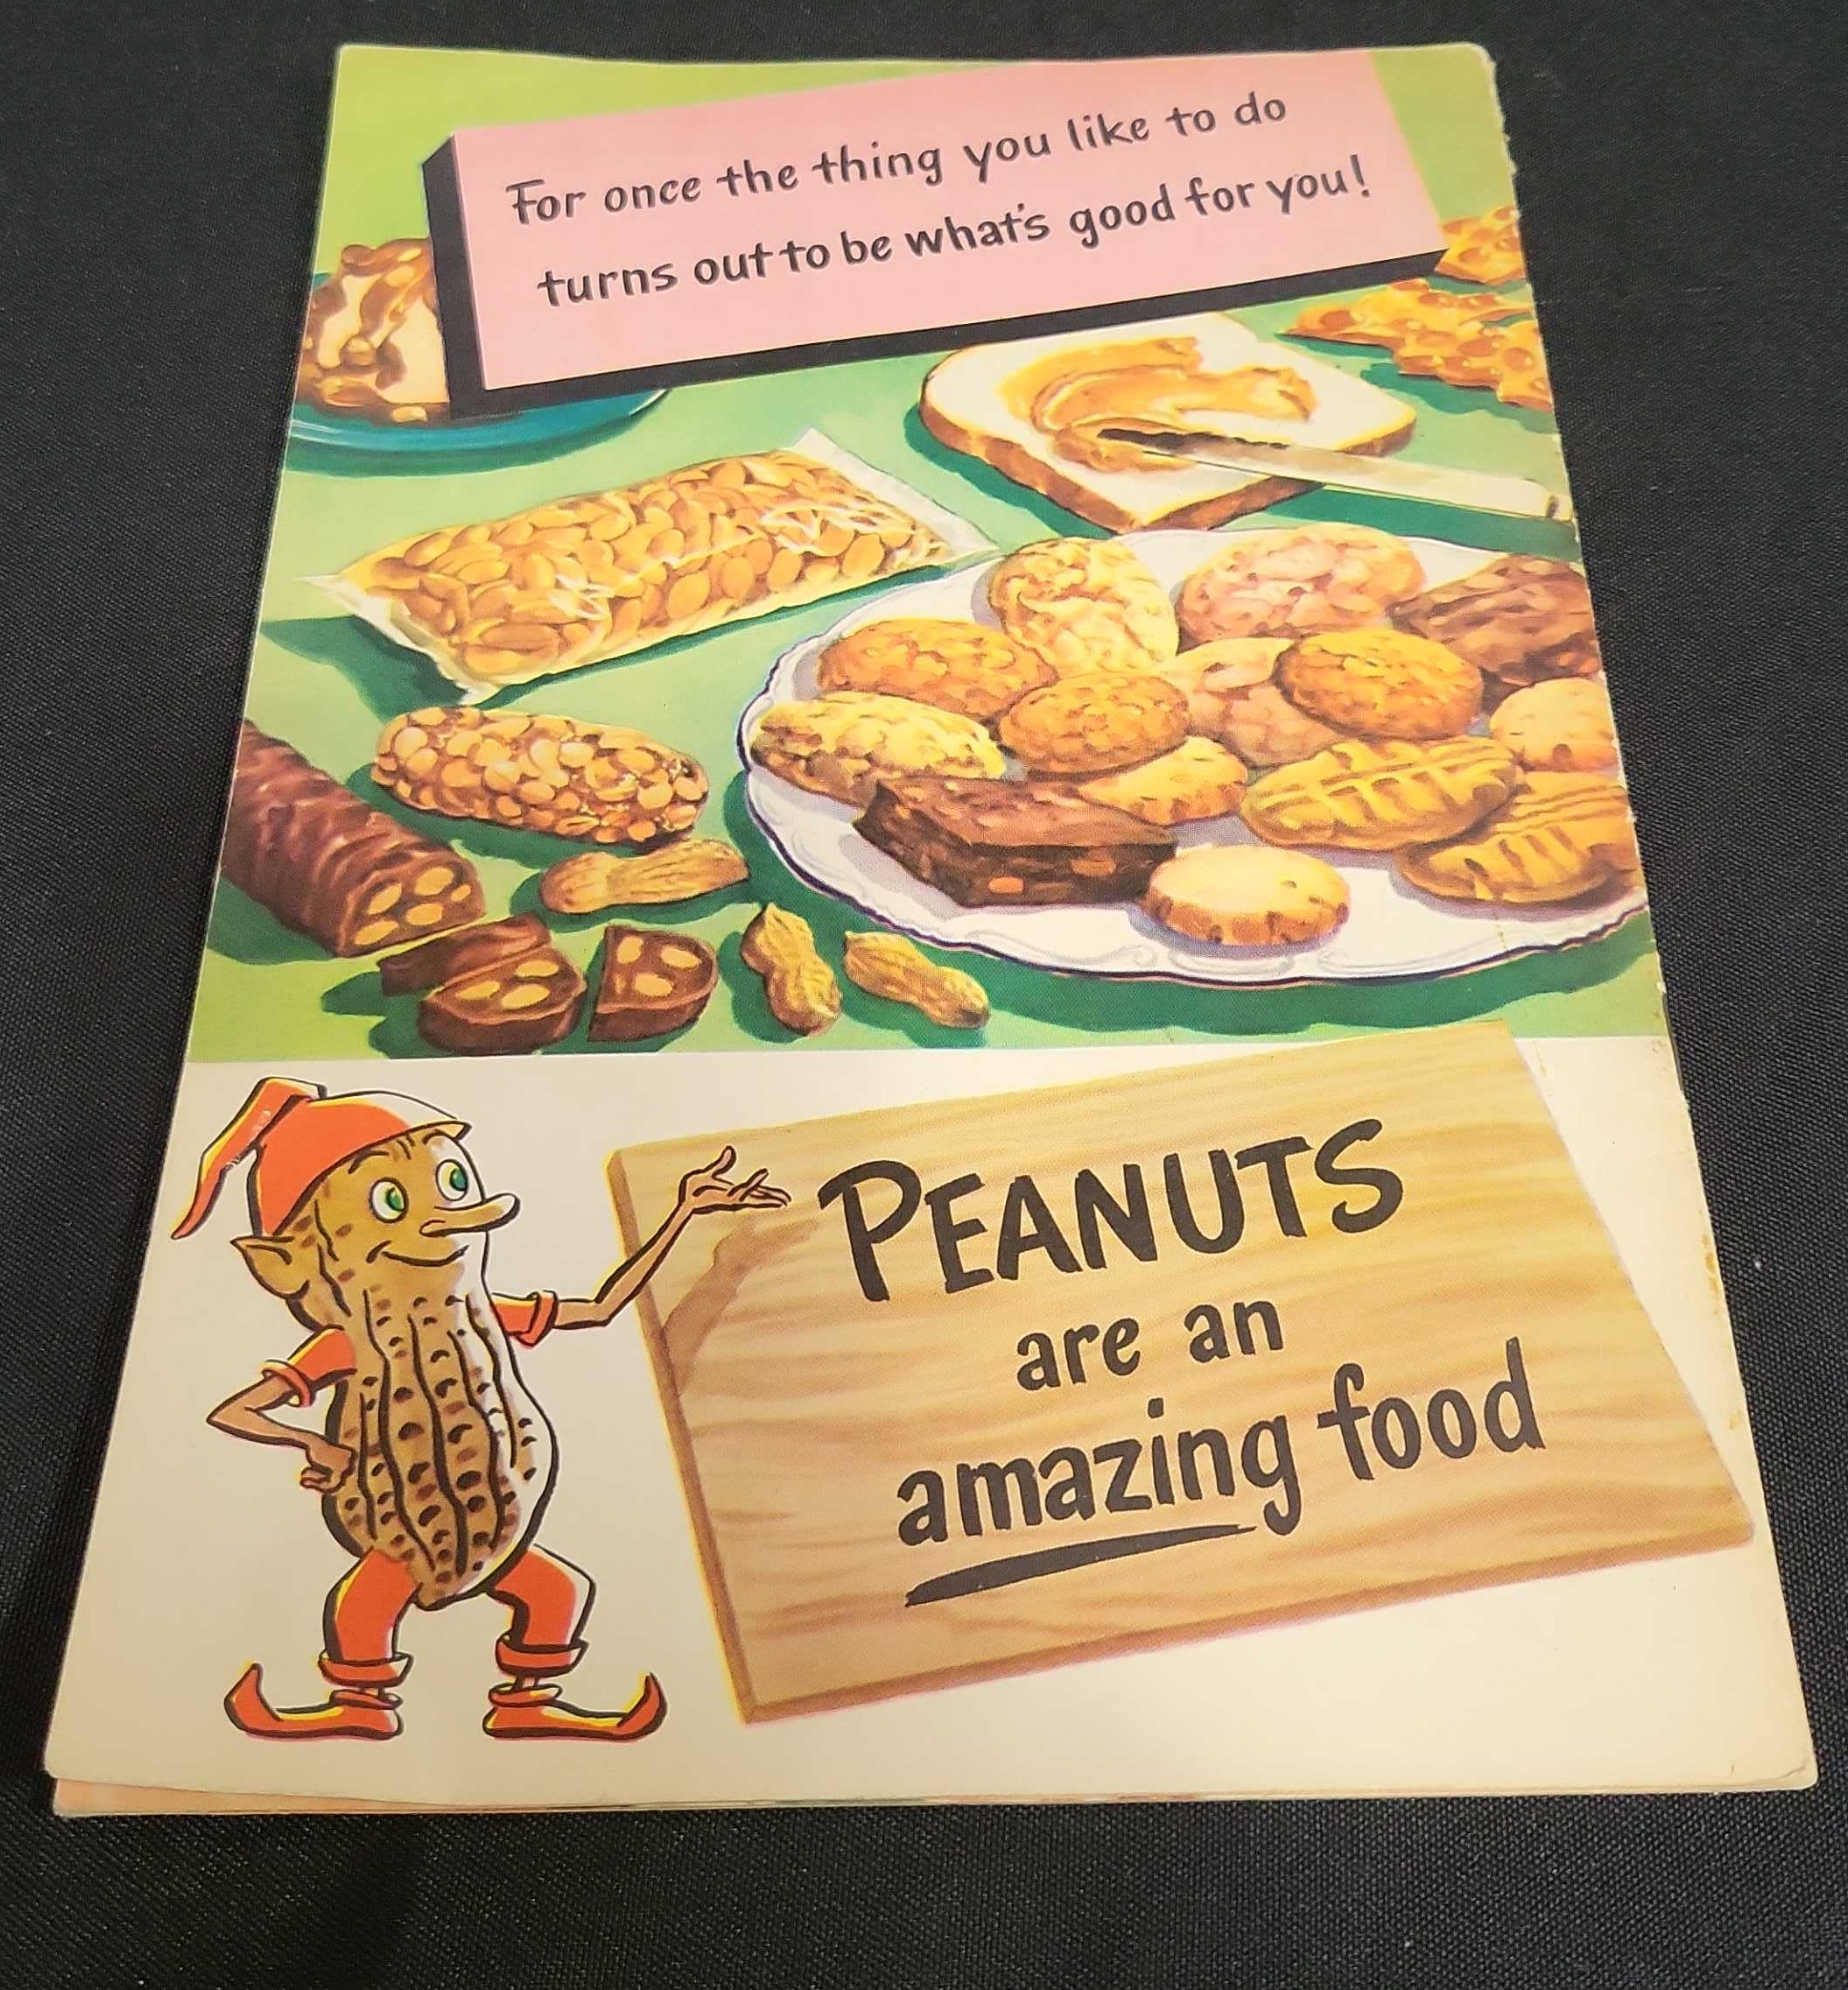 For once the thing you like to do
turns out to be what's good for you!
PEANUTS
are an
amazing food